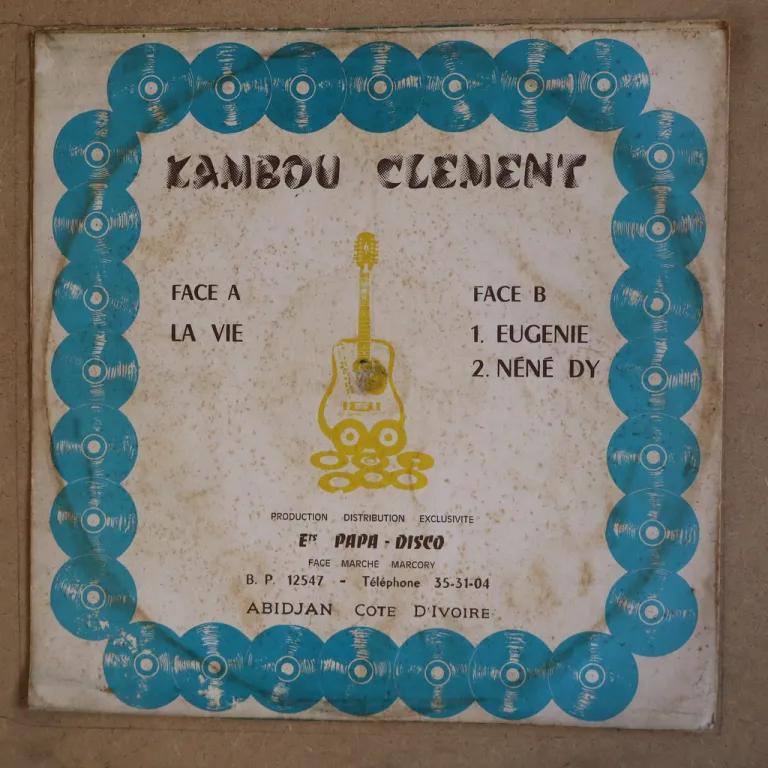 KAMBOU CLEMENT
FACE A
LA VIE
FACE B
1. EUGENIE
2. NÉNÉ DY
PRODUCTION DISTRIBUTION EXCLUSIVITE
Ets PAPA - DISCO
FACE MARCHÉ MARCORY
B. P. 12547 - Téléphone 35-31-04
ABIDJAN COTE D'IVOIRE